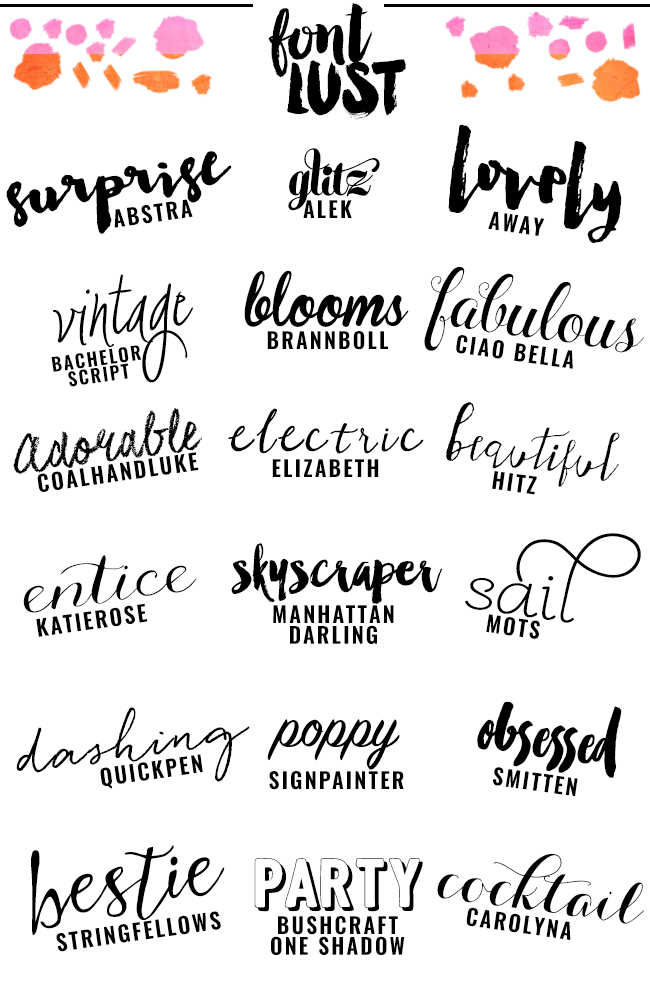 font
LUST
surprise
ABSTRA
glitz
ALEK
lovely
AWAY
vintage
BACHELOR
SCRIPT
blooms
BRANNBOLL
fabulous
CIAO BELLA
adorable
COALHANDLUKE
electric
ELIZABETH
beautiful
HITZ
entice
KATIEROSE
skyscraper
MANHATTAN
DARLING
sail
MOTS
dashing
QUICKPEN
poppy
SIGNPAINTER
obsessed
SMITTEN
bestie
STRINGFELLOWS
PARTY
BUSHCRAFT
ONE SHADOW
cocktail
CAROLYNA